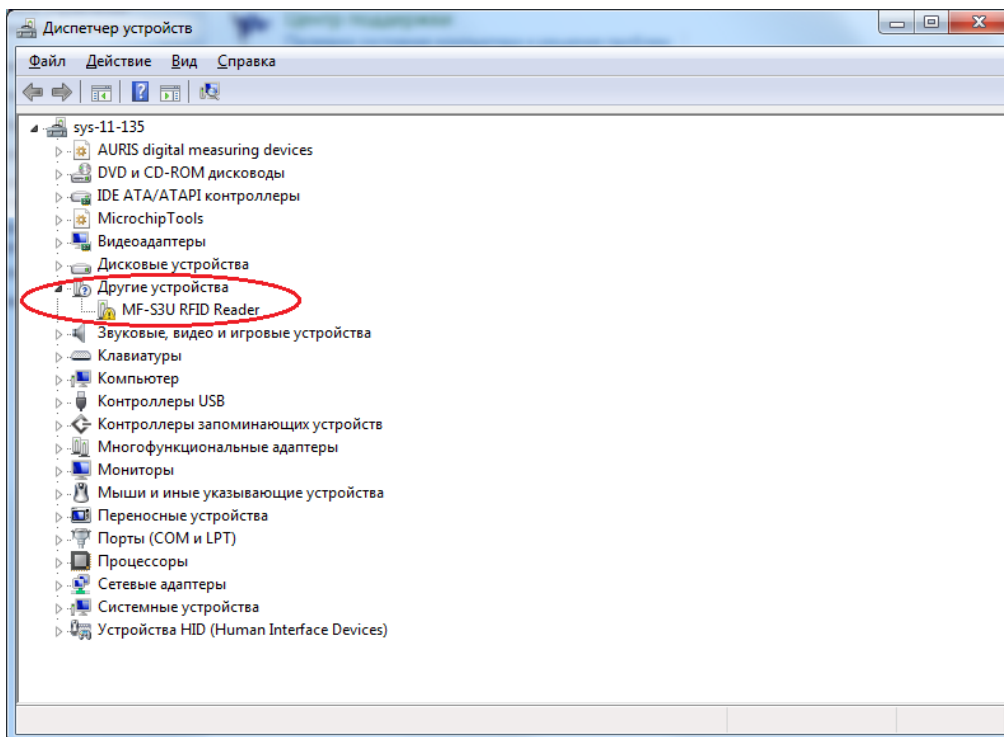 Диспетчер устройств
Центр поддержки
Файл Действие Вид Справка
sys-11-135
AURIS digital measuring devices
DVD и CD-ROM дисководы
IDE ATA/ATAPI контроллеры
MicrochipTools
Видеоадаптеры
Дисковые устройства
Другие устройства
MF-S3U RFID Reader
Звуковые, видео и игровые устройства
Клавиатуры
Компьютер
Контроллеры USB
Контроллеры запоминающих устройств
Многофункциональные адаптеры
Мониторы
Мыши и иные указывающие устройства
Переносные устройства
Порты (COM и LPT)
Процессоры
Сетевые адаптеры
Системные устройства
Устройства HID (Human Interface Devices)